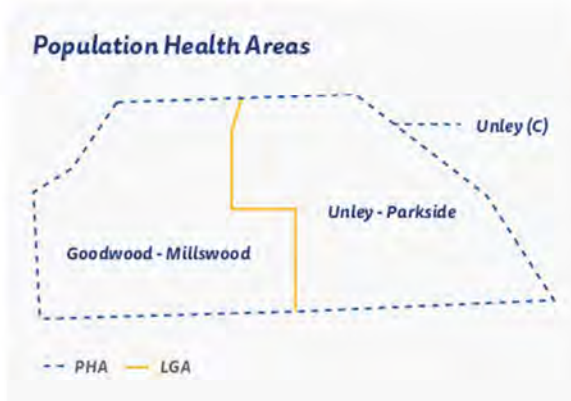 Population Health Areas
Unley (C)
Unley - Parkside
Goodwood - Millswood
PHA
LGA